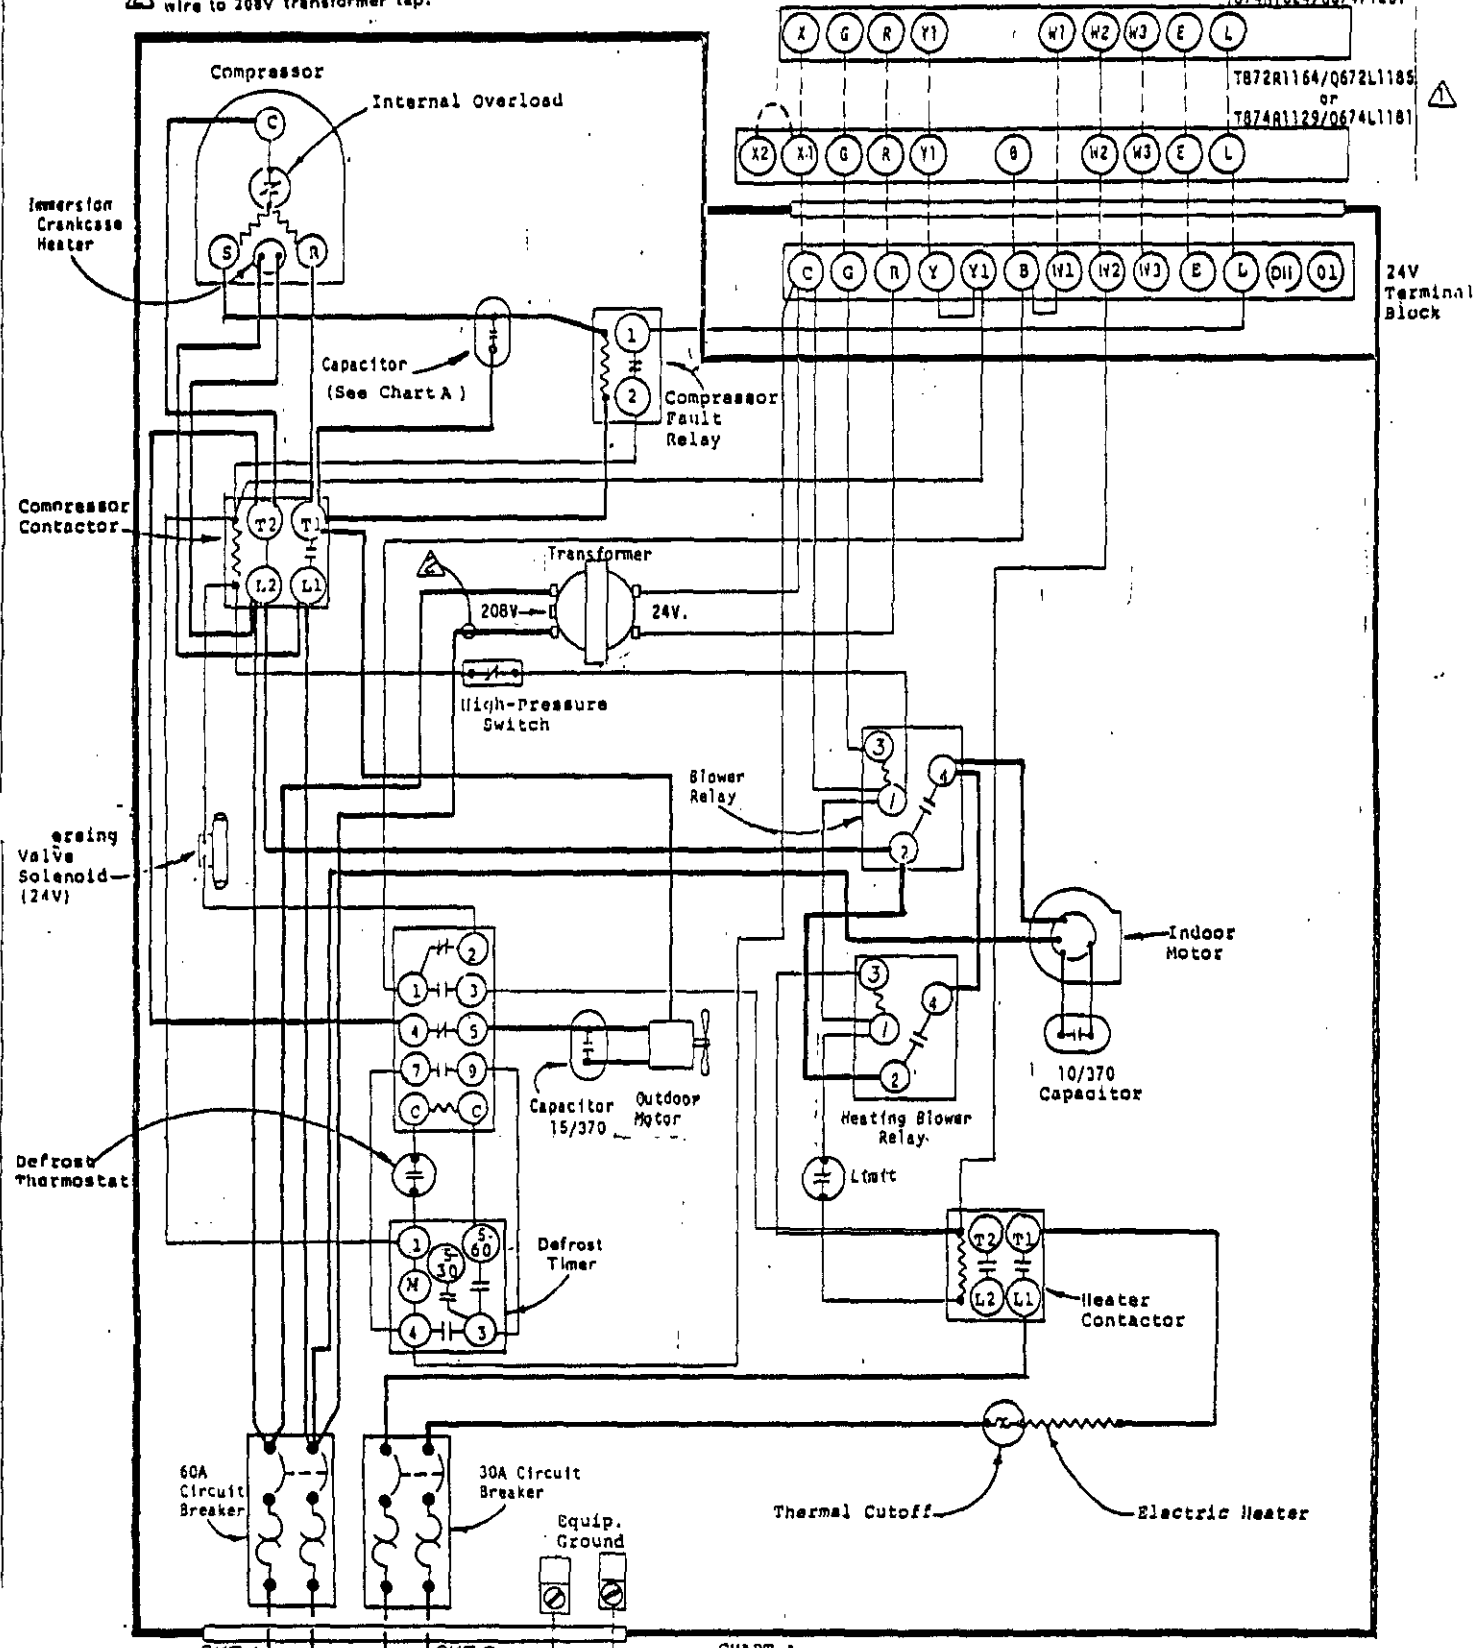 wire to 208V transformer tap.
X G R Y1 W1 W2 W3 E L
T872R1164/Q672L1185
or
T874R1129/Q674L1181
1
X2 X1 G R Y1 B W2 W3 E L
C G R Y Y1 B W1 W2 W3 E L D11 O1
24V
Terminal
Block
Compressor
Internal Overload
C
S R
Immersion
Crankcase
Heater
Capacitor
(See Chart A)
1
2
Compressor
Fault
Relay
Compressor
Contactor
T2 T1
L2 L1
Transformer
208V
24V.
High-Pressure
Switch
Blower
Relay
3
4
1
2
ersing
Valve
Solenoid
(24V)
Indoor
Motor
10/370
Capacitor
2
1 3
4 5
7 9
C C
Capacitor
15/370
Outdoor
Motor
3
4
1
2
Heating Blower
Relay
Limit
Defrost
Thermostat
1
5-
30
5-
60
M
4 3
Defrost
Timer
T2 T1
L2 L1
Heater
Contactor
60A
Circuit
Breaker
30A Circuit
Breaker
Equip.
Ground
Thermal Cutoff
Electric Heater